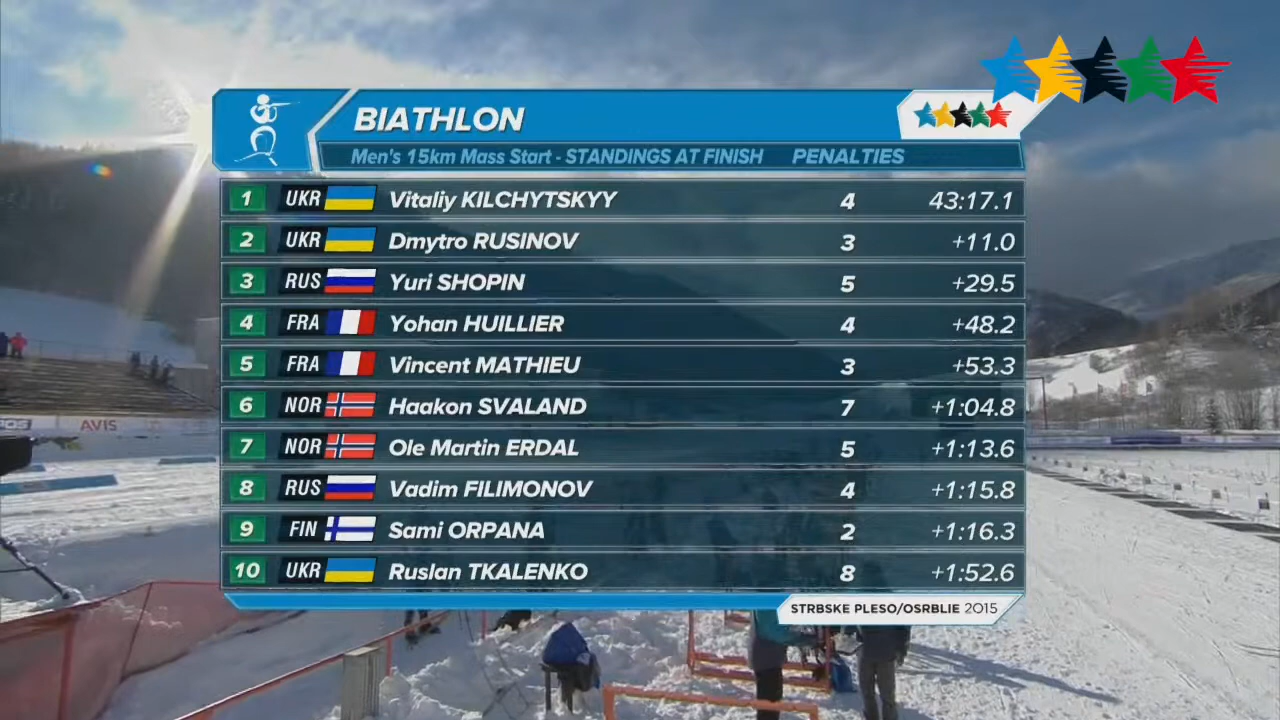 BIATHLON
Men's 15km Mass Start - STANDINGS AT FINISH PENALTIES
1 UKR Vitaliy KILCHYTSKYY 4 43:17.1
2 UKR Dmytro RUSINOV 3 +11.0
3 RUS Yuri SHOPIN 5 +29.5
4 FRA Yohan HUILLIER 4 +48.2
5 FRA Vincent MATHIEU 3 +53.3
6 NOR Haakon SVALAND 7 +1:04.8
7 NOR Ole Martin ERDAL 5 +1:13.6
8 RUS Vadim FILIMONOV 4 +1:15.8
9 FIN Sami ORPANA 2 +1:16.3
10 UKR Ruslan TKALENKO 8 +1:52.6
STRBSKE PLESO/OSRBLIE 2015
AVIS